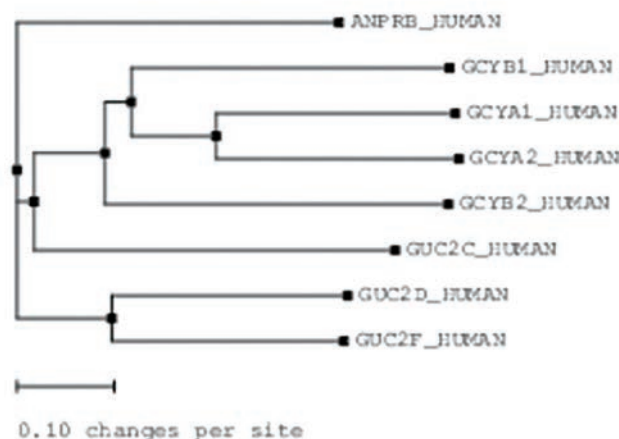 ANPRB_HUMAN
GCYB1_HUMAN
GCYA1_HUMAN
GCYA2_HUMAN
GCYB2_HUMAN
GUC2C_HUMAN
GUC2D_HUMAN
GUC2F_HUMAN
0.10 changes per site